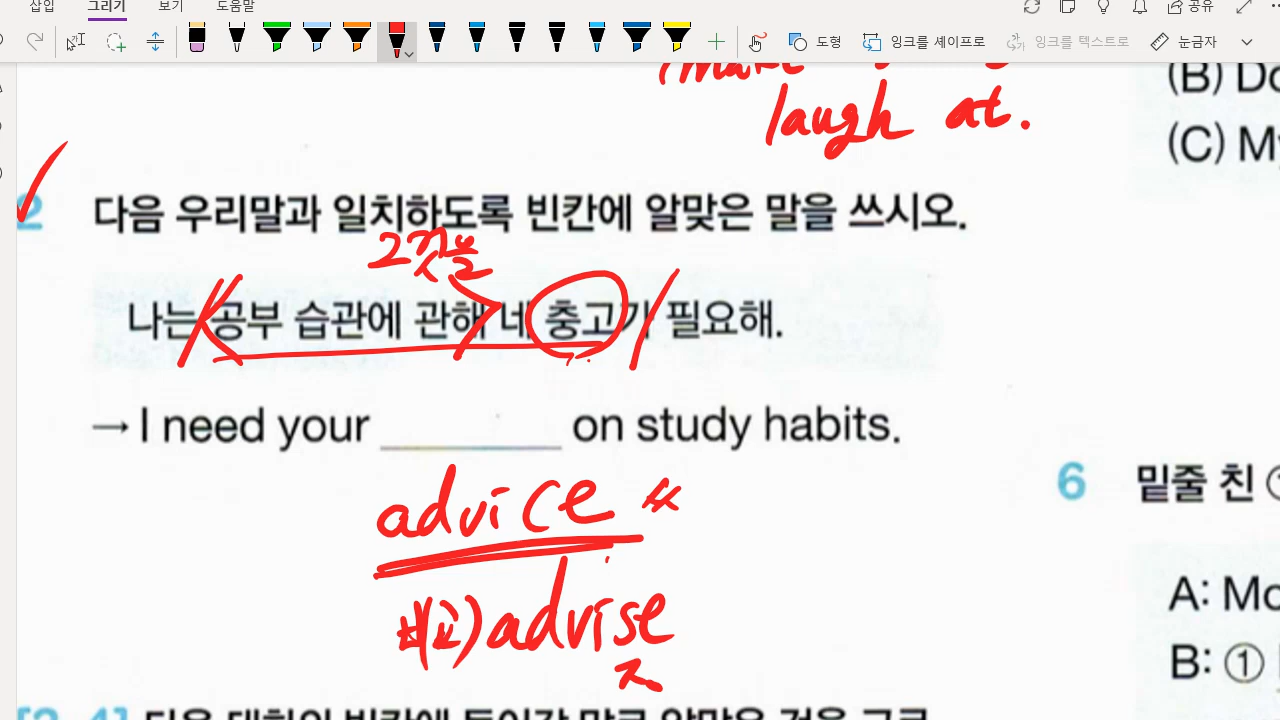 삽입 그리기 보기 도움말 공유
도형 잉크를 셰이프로 잉크를 텍스트로 눈금자
laugh at.
(B) Do
(C) My
2 다음 우리말과 일치하도록 빈칸에 알맞은 말을 쓰시오.
나는 공부 습관에 관해 네 충고가 필요해.
→ I need your ________ on study habits.
advice
advise
6 밑줄 친 ①
A: Mo
B: ①